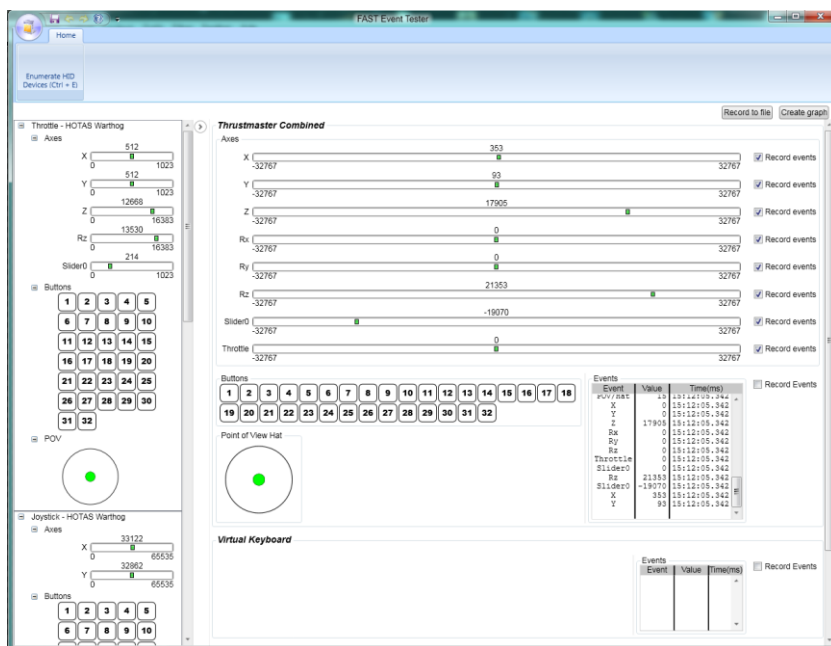 FAST Event Tester
Home
Enumerate HID
Devices (Ctrl + E)
Record to file
Create graph
Throttle - HOTAS Warthog
Axes
512
X
0 1023
512
Y
0 1023
12668
Z
0 16383
13530
Rz
0 16383
214
Slider0
0 1023
Buttons
1 2 3 4 5
6 7 8 9 10
11 12 13 14 15
16 17 18 19 20
21 22 23 24 25
26 27 28 29 30
31 32
POV
Joystick - HOTAS Warthog
Axes
33122
X
0 65535
32862
Y
0 65535
Buttons
1 2 3 4 5
6 7 8 9 10
Thrustmaster Combined
Axes
353
X Record events
-32767 32767
93
Y Record events
-32767 32767
17905
Z Record events
-32767 32767
0
Rx Record events
-32767 32767
0
Ry Record events
-32767 32767
21353
Rz Record events
-32767 32767
-19070
Slider0 Record events
-32767 32767
0
Throttle Record events
-32767 32767
Buttons
1 2 3 4 5 6 7 8 9 10 11 12 13 14 15 16 17 18
19 20 21 22 23 24 25 26 27 28 29 30 31 32
Point of View Hat
Events
Record Events
Event Value Time(ms)
POV/hat 15 15:12:05.342
X 0 15:12:05.342
Y 0 15:12:05.342
Z 17905 15:12:05.342
Rx 0 15:12:05.342
Ry 0 15:12:05.342
Rz 0 15:12:05.342
Throttle 0 15:12:05.342
Slider0 0 15:12:05.342
Rz 21353 15:12:05.342
Slider0 -19070 15:12:05.342
X 353 15:12:05.342
Y 93 15:12:05.342
Virtual Keyboard
Events
Record Events
Event Value Time(ms)